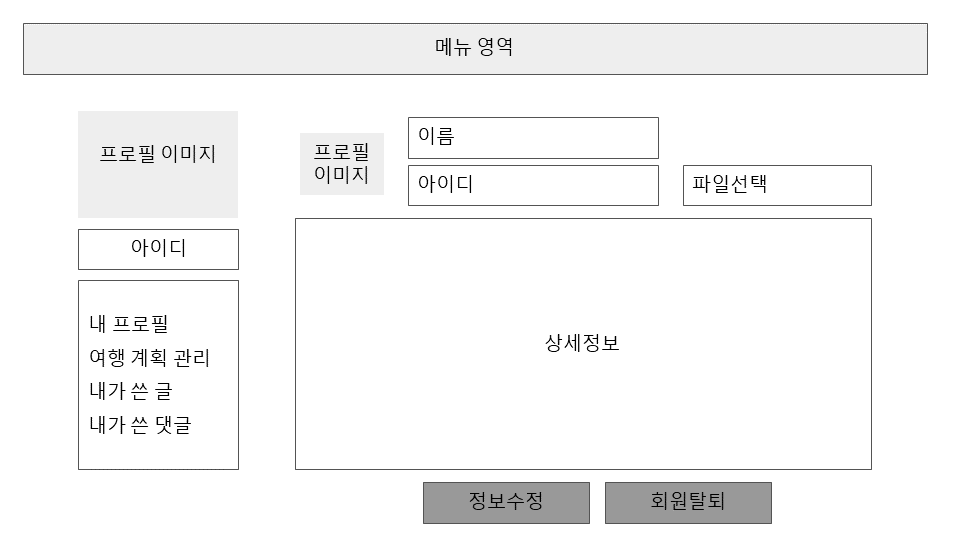 메뉴 영역
프로필 이미지
아이디
내 프로필
여행 계획 관리
내가 쓴 글
내가 쓴 댓글
프로필
이미지
이름
아이디
파일선택
상세정보
정보수정
회원탈퇴